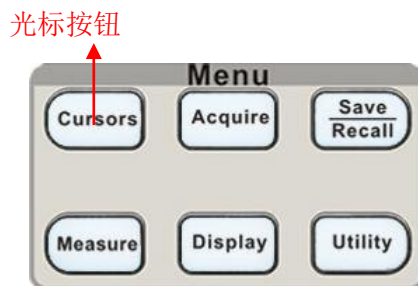 光标按钮
Menu
Cursors
Acquire
Save
Recall
Measure
Display
Utility